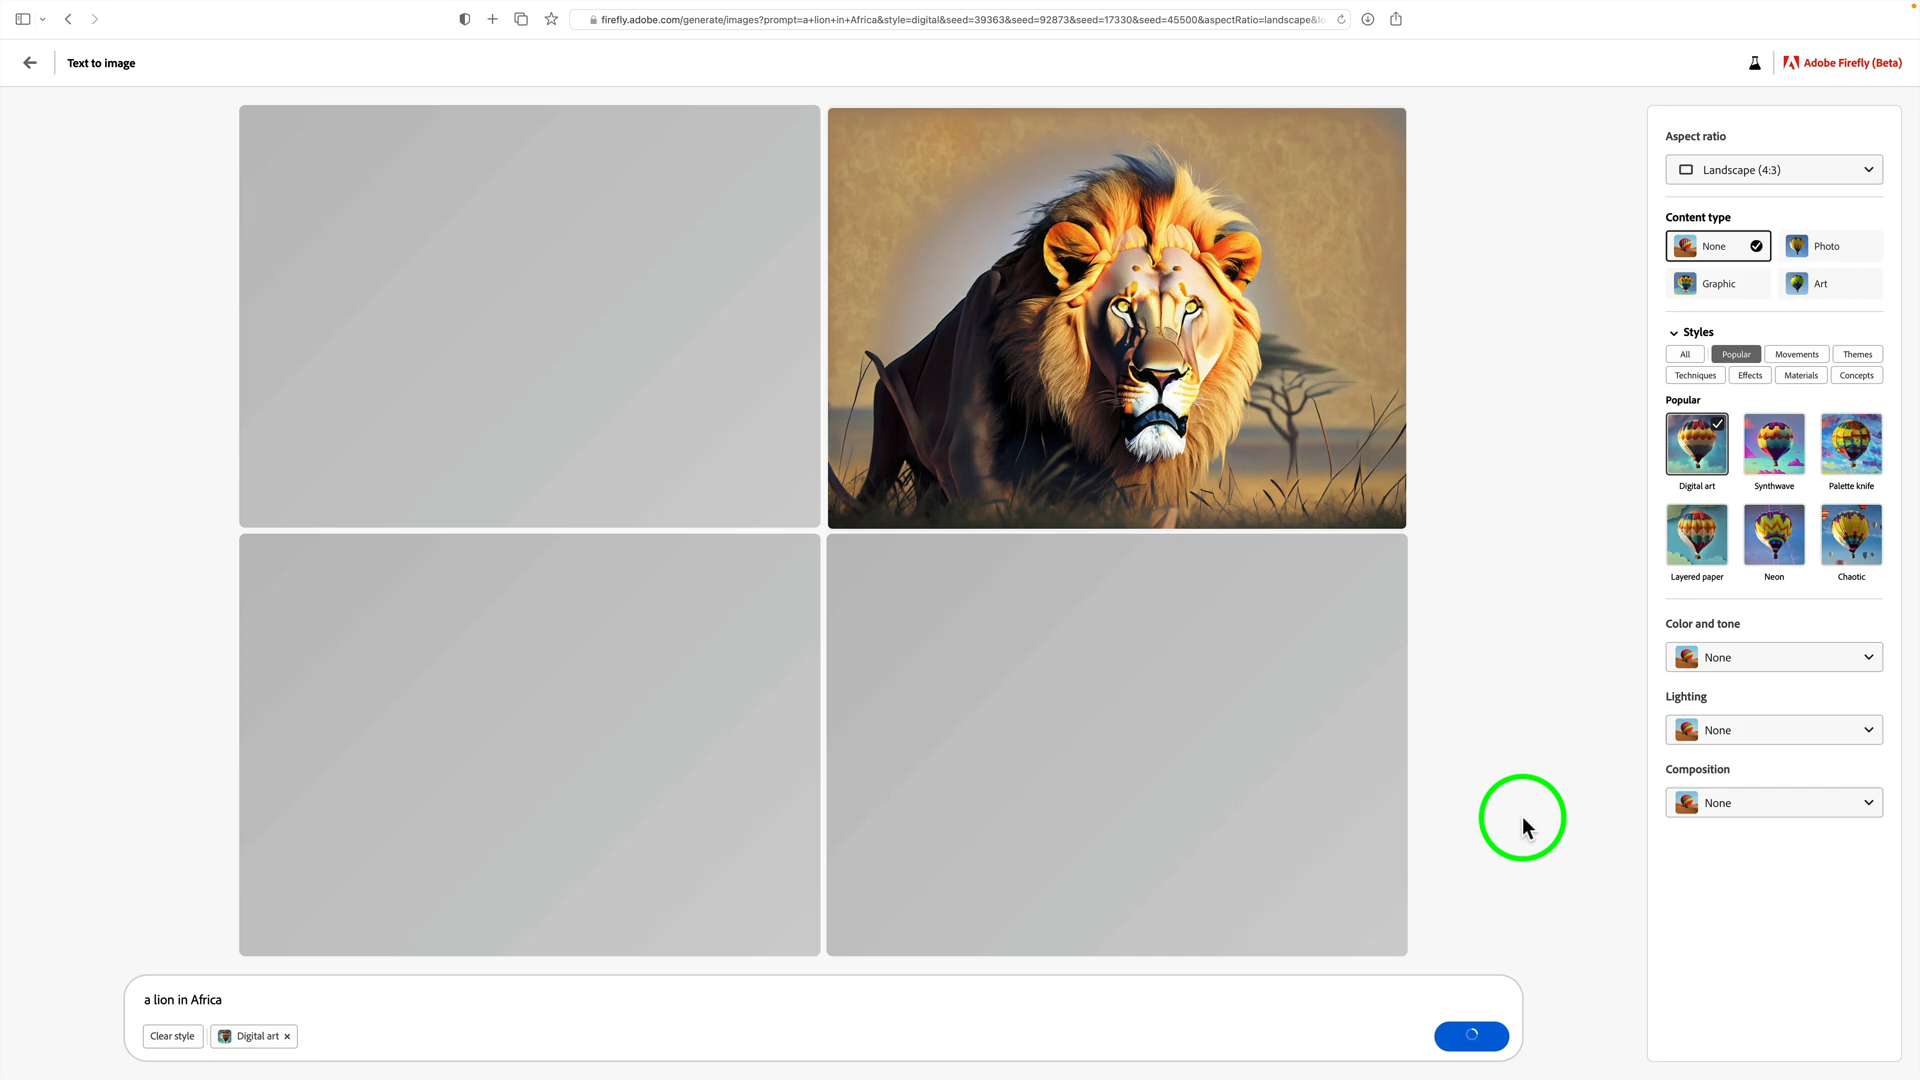 firefly.adobe.com/generate/images?prompt=a+lion+in+Africa&style=digital&seed=39363&seed=92873&seed=17330&seed=45500&aspectRatio=landscape&lo
Text to image
Adobe Firefly (Beta)
Aspect ratio
Landscape (4:3)
Content type
None
Photo
Graphic
Art
Styles
All
Popular
Movements
Themes
Techniques
Effects
Materials
Concepts
Popular
Digital art
Synthwave
Palette knife
Layered paper
Neon
Chaotic
Color and tone
None
Lighting
None
Composition
None
a lion in Africa
Clear style
Digital art